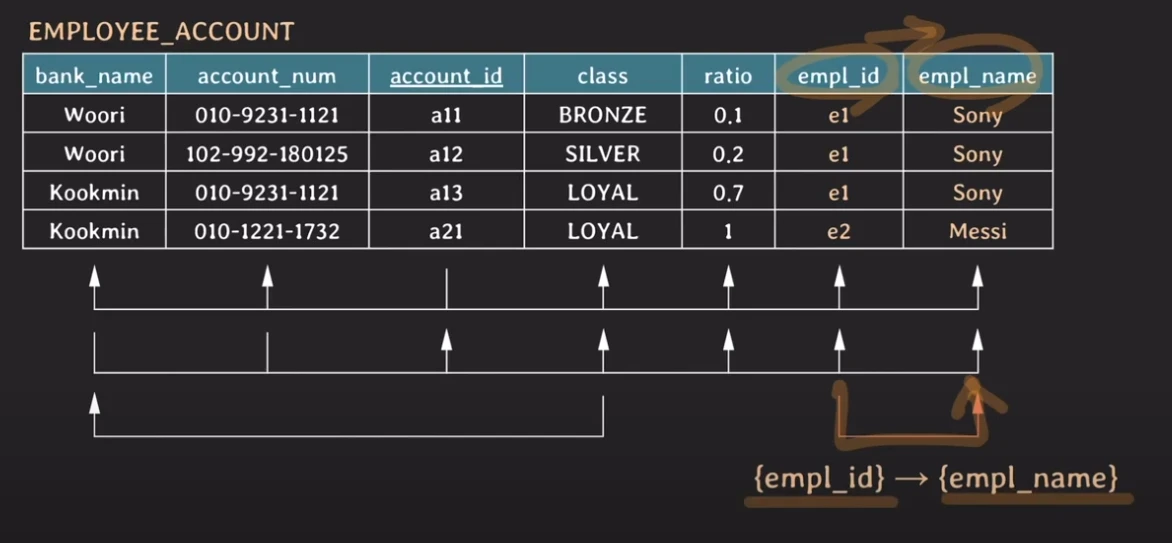 EMPLOYEE_ACCOUNT
bank_name account_num account_id class ratio empl_id empl_name
Woori 010-9231-1121 a11 BRONZE 0.1 e1 Sony
Woori 102-992-180125 a12 SILVER 0.2 e1 Sony
Kookmin 010-9231-1121 a13 LOYAL 0.7 e1 Sony
Kookmin 010-1221-1732 a21 LOYAL 1 e2 Messi
{empl_id} → {empl_name}